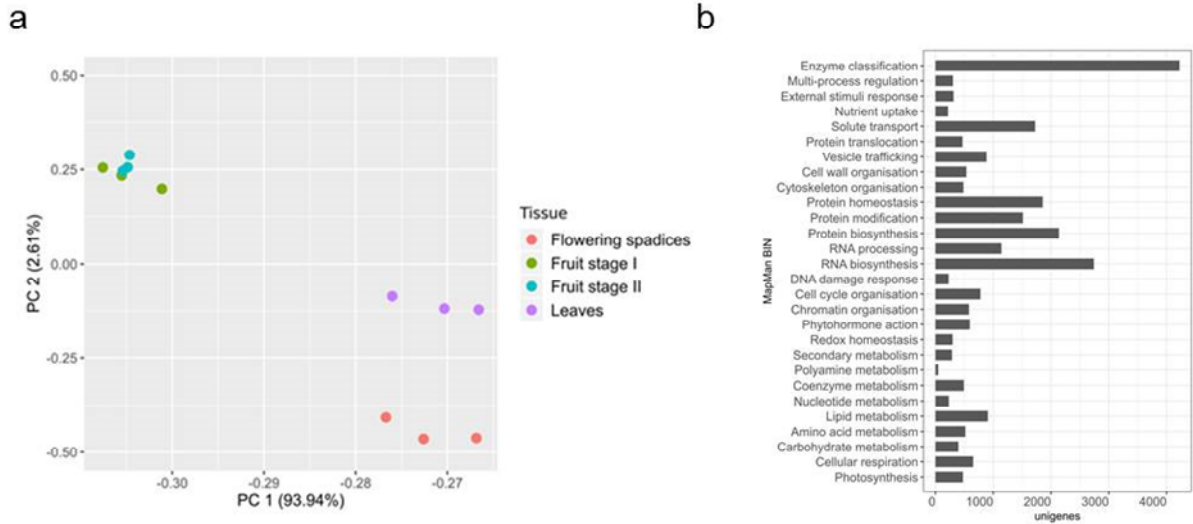 a
0.50
0.25
0.00
-0.25
-0.50
PC 2 (2.61%)
-0.30
-0.29
-0.28
-0.27
PC 1 (93.94%)
Tissue
Flowering spadices
Fruit stage I
Fruit stage II
Leaves
b
MapMan BIN
Enzyme classification
Multi-process regulation
External stimuli response
Nutrient uptake
Solute transport
Protein translocation
Vesicle trafficking
Cell wall organisation
Cytoskeleton organisation
Protein homeostasis
Protein modification
Protein biosynthesis
RNA processing
RNA biosynthesis
DNA damage response
Cell cycle organisation
Chromatin organisation
Phytohormone action
Redox homeostasis
Secondary metabolism
Polyamine metabolism
Coenzyme metabolism
Nucleotide metabolism
Lipid metabolism
Amino acid metabolism
Carbohydrate metabolism
Cellular respiration
Photosynthesis
0
1000
2000
3000
4000
unigenes